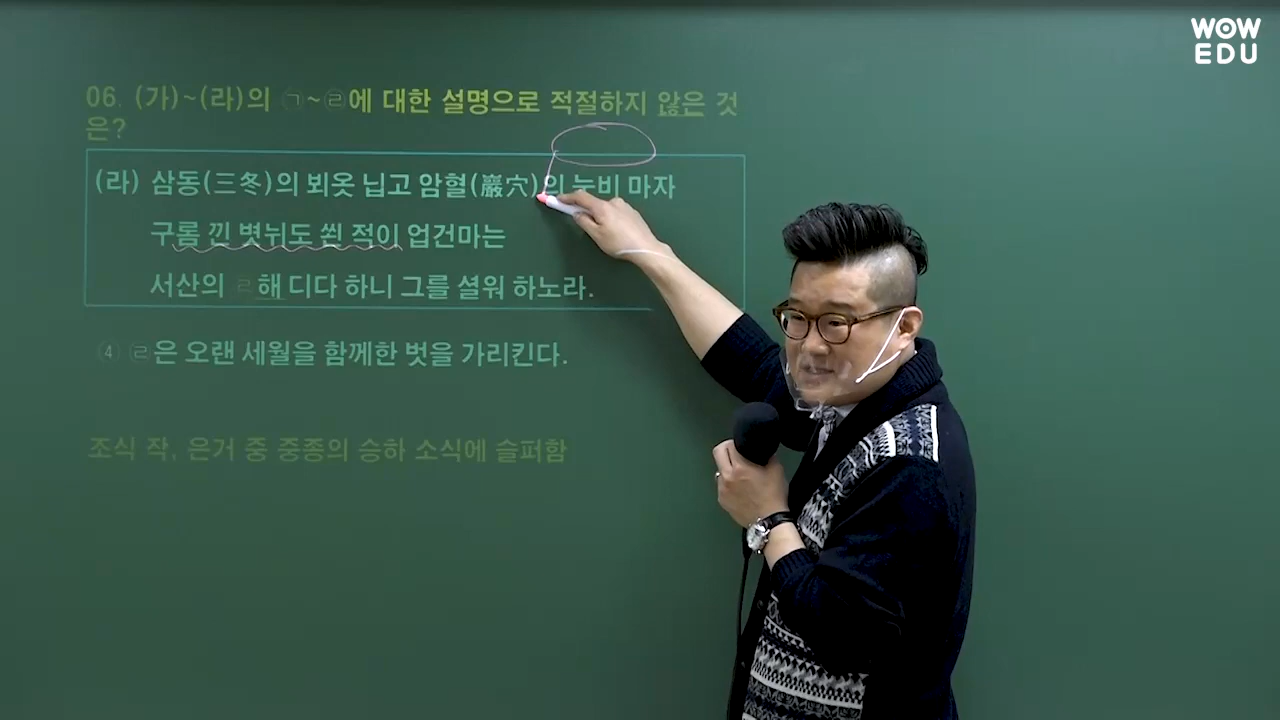 WOW
EDU
06. (가)~(라)의 ㉠~㉣에 대한 설명으로 적절하지 않은 것
은?
(라) 삼동(三冬)의 뵈옷 닙고 암혈(巖穴)의 눈비 마자
구롬 낀 볏뉘도 쐰 적이 업건마는
서산의 ㉣해 디다 하니 그를 셜워 하노라.
④ ㉣은 오랜 세월을 함께한 벗을 가리킨다.
조식 작, 은거 중 중종의 승하 소식에 슬퍼함